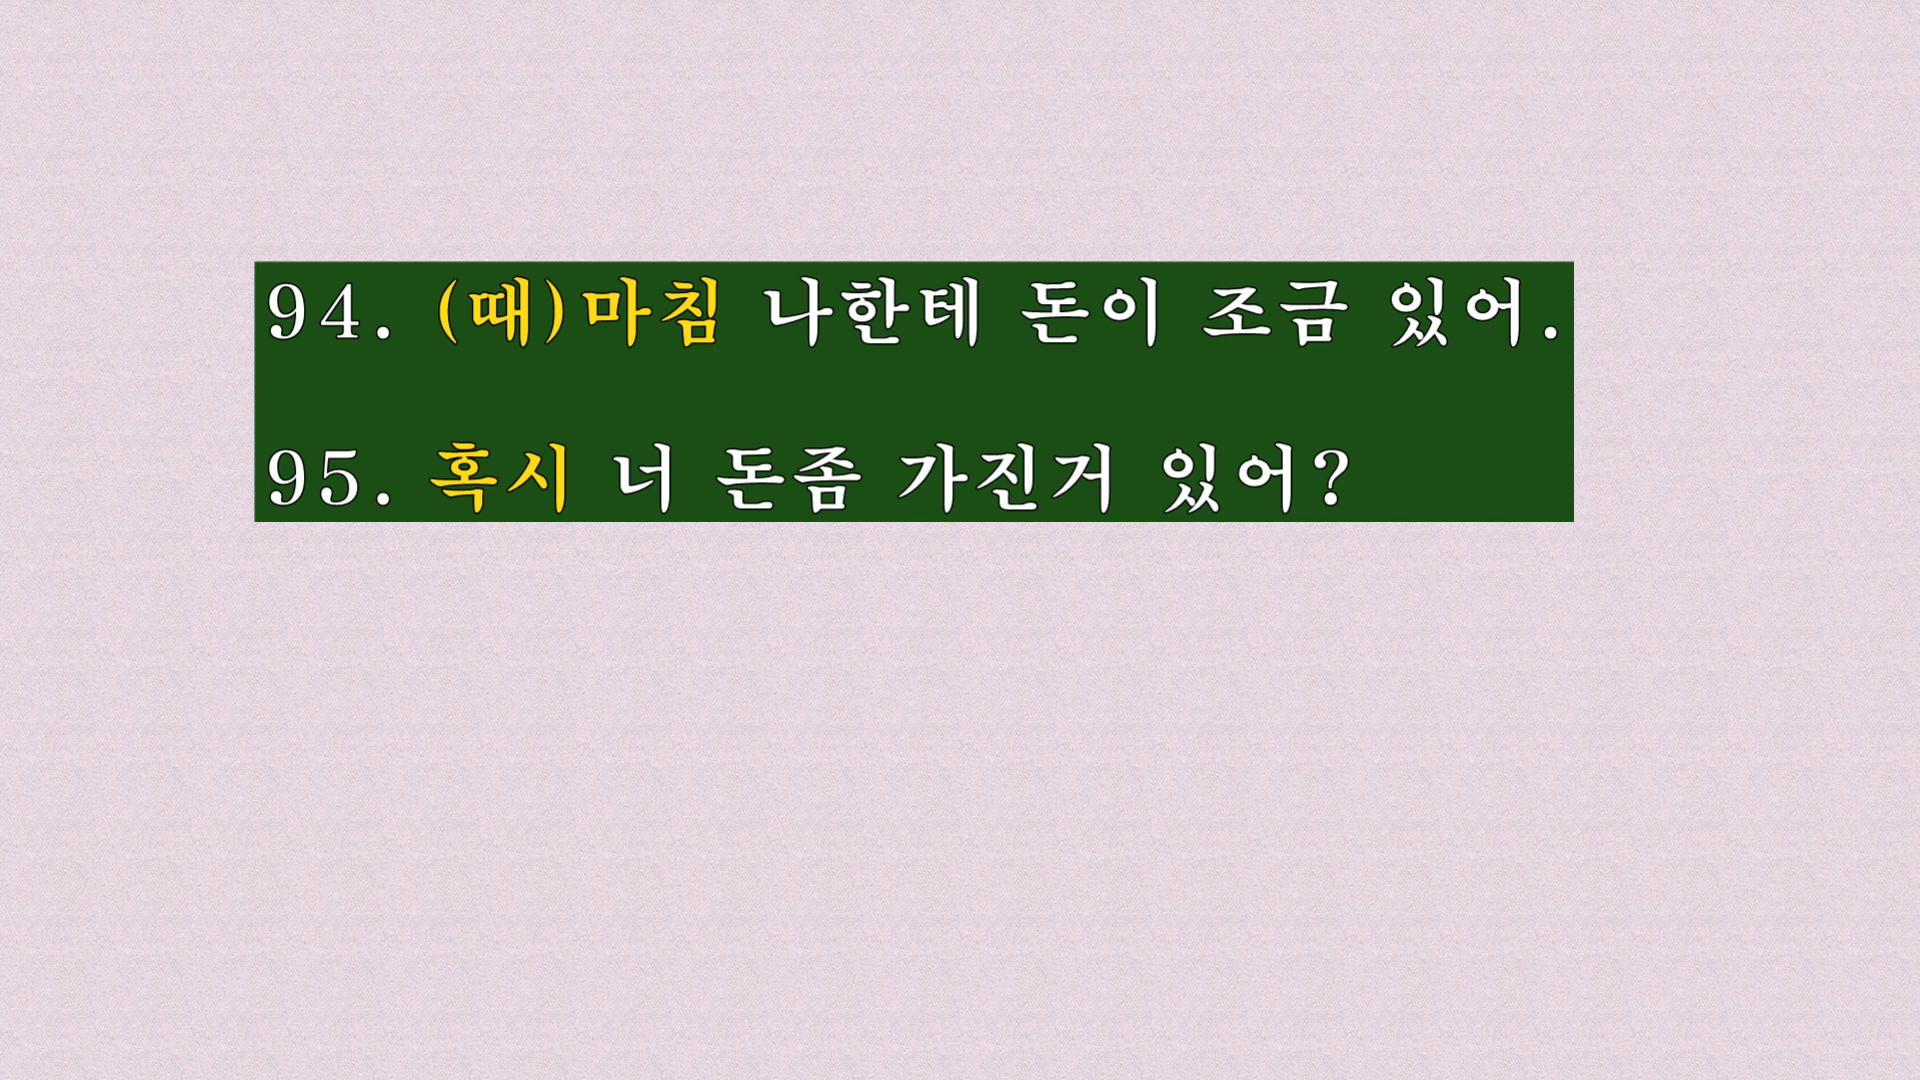 94. (때)마침 나한테 돈이 조금 있어.
95. 혹시 너 돈좀 가진거 있어?